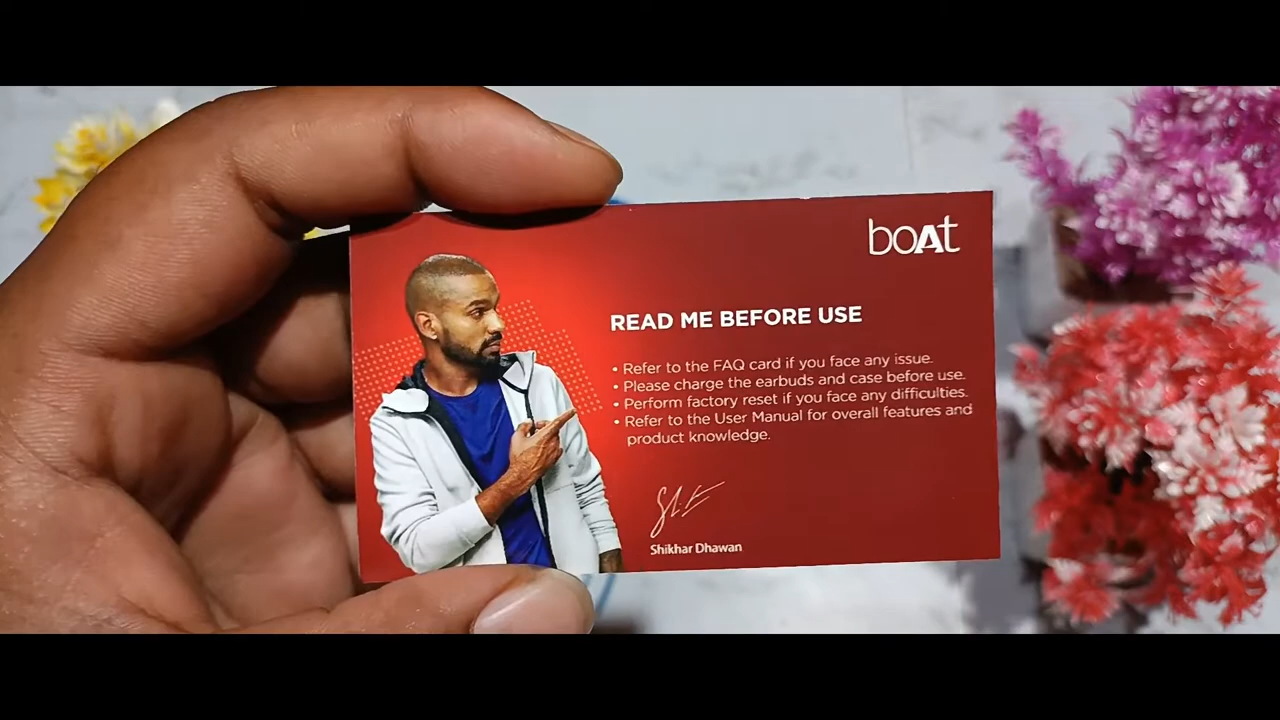 boAt
READ ME BEFORE USE
• Refer to the FAQ card if you face any issue.
• Please charge the earbuds and case before use.
• Perform factory reset if you face any difficulties.
• Refer to the User Manual for overall features and
product knowledge.
Shikhar Dhawan